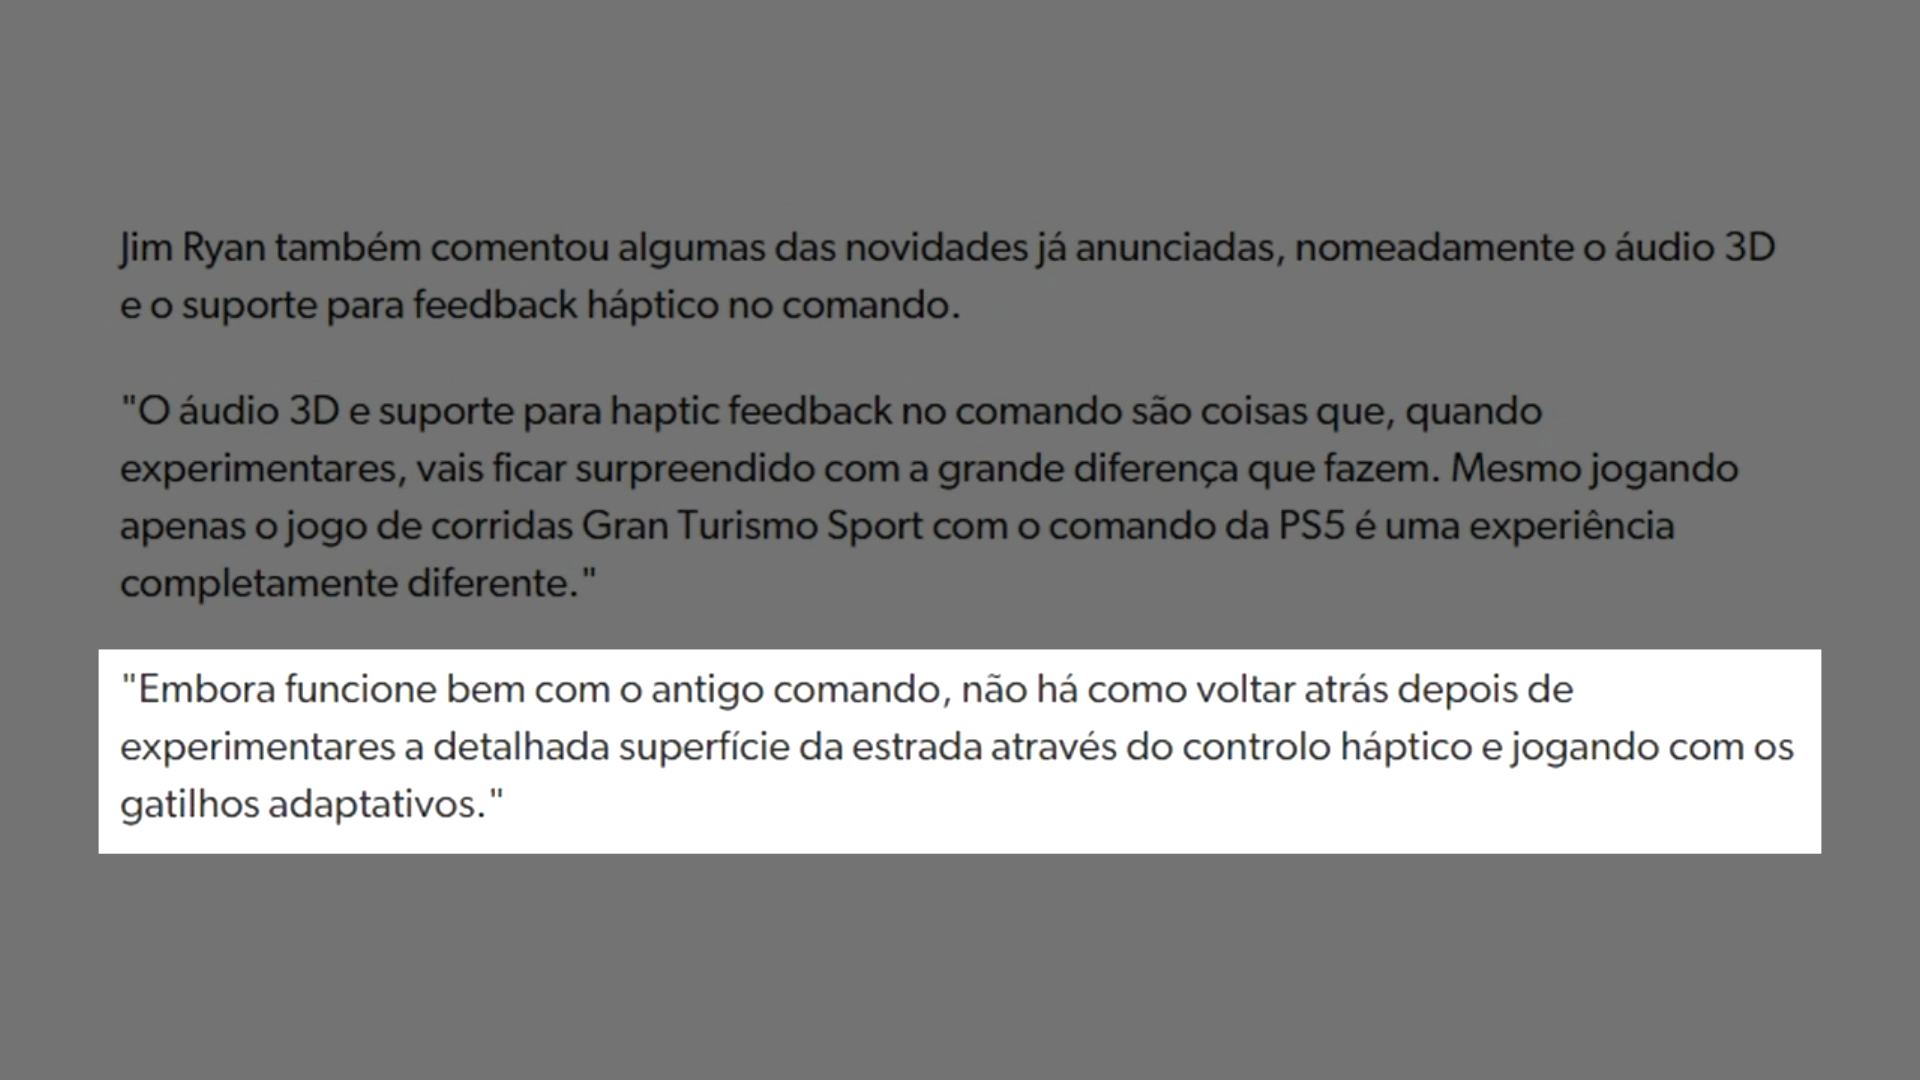 Jim Ryan também comentou algumas das novidades já anunciadas, nomeadamente o áudio 3D
e o suporte para feedback háptico no comando.
"O áudio 3D e suporte para haptic feedback no comando são coisas que, quando
experimentares, vais ficar surpreendido com a grande diferença que fazem. Mesmo jogando
apenas o jogo de corridas Gran Turismo Sport com o comando da PS5 é uma experiência
completamente diferente."
"Embora funcione bem com o antigo comando, não há como voltar atrás depois de
experimentares a detalhada superfície da estrada através do controlo háptico e jogando com os
gatilhos adaptativos."